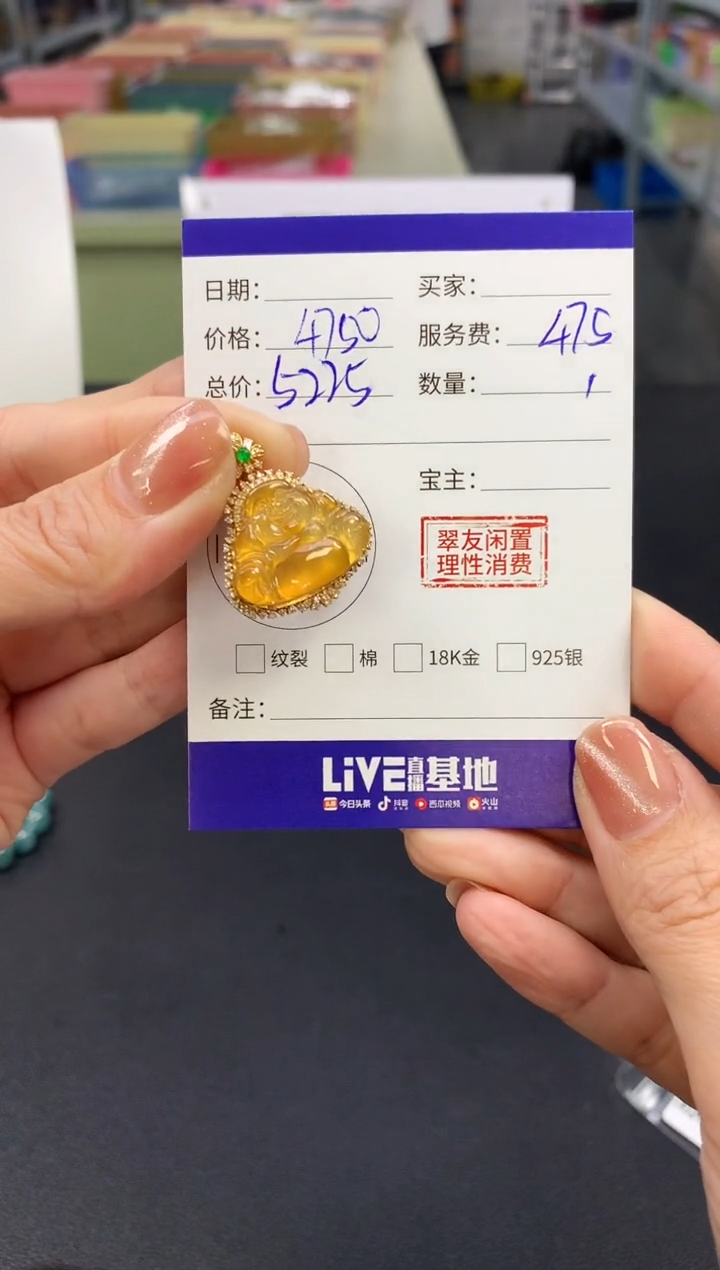 日期： 买家：
价格：4750 服务费：475
总价：5225 数量：1
宝主：
翠友闲置
理性消费
纹裂 棉 18K金 925银
备注：
LiVE直播基地
头条 今日头条 抖音 西瓜视频 火山